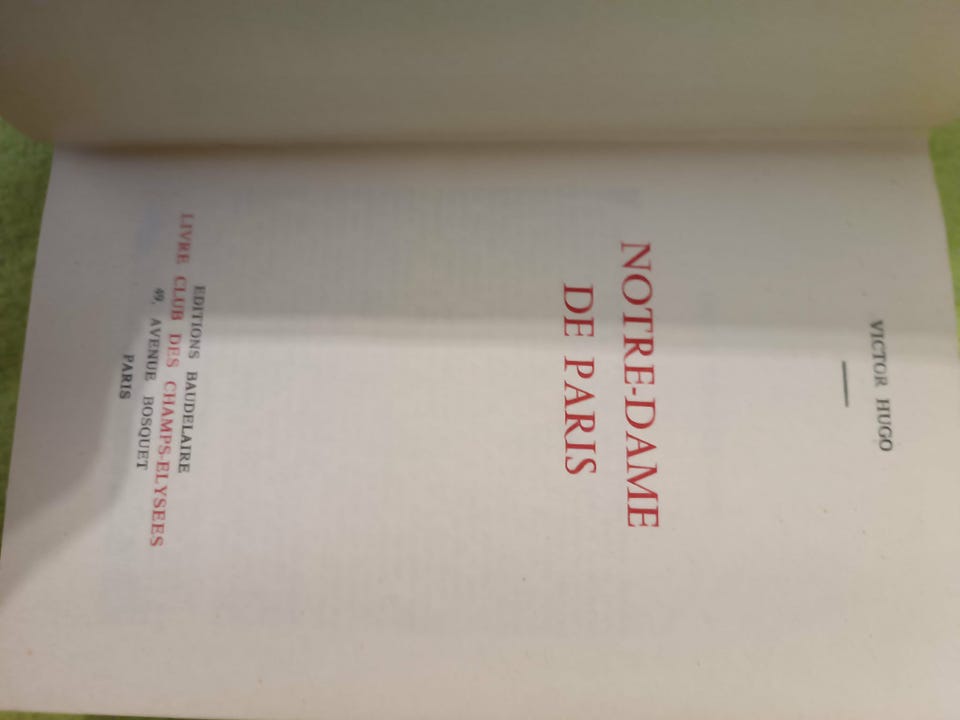 VICTOR HUGO
NOTRE-DAME
DE PARIS
EDITIONS BAUDELAIRE
LIVRE CLUB DES CHAMPS-ELYSEES
49, AVENUE BOSQUET
PARIS